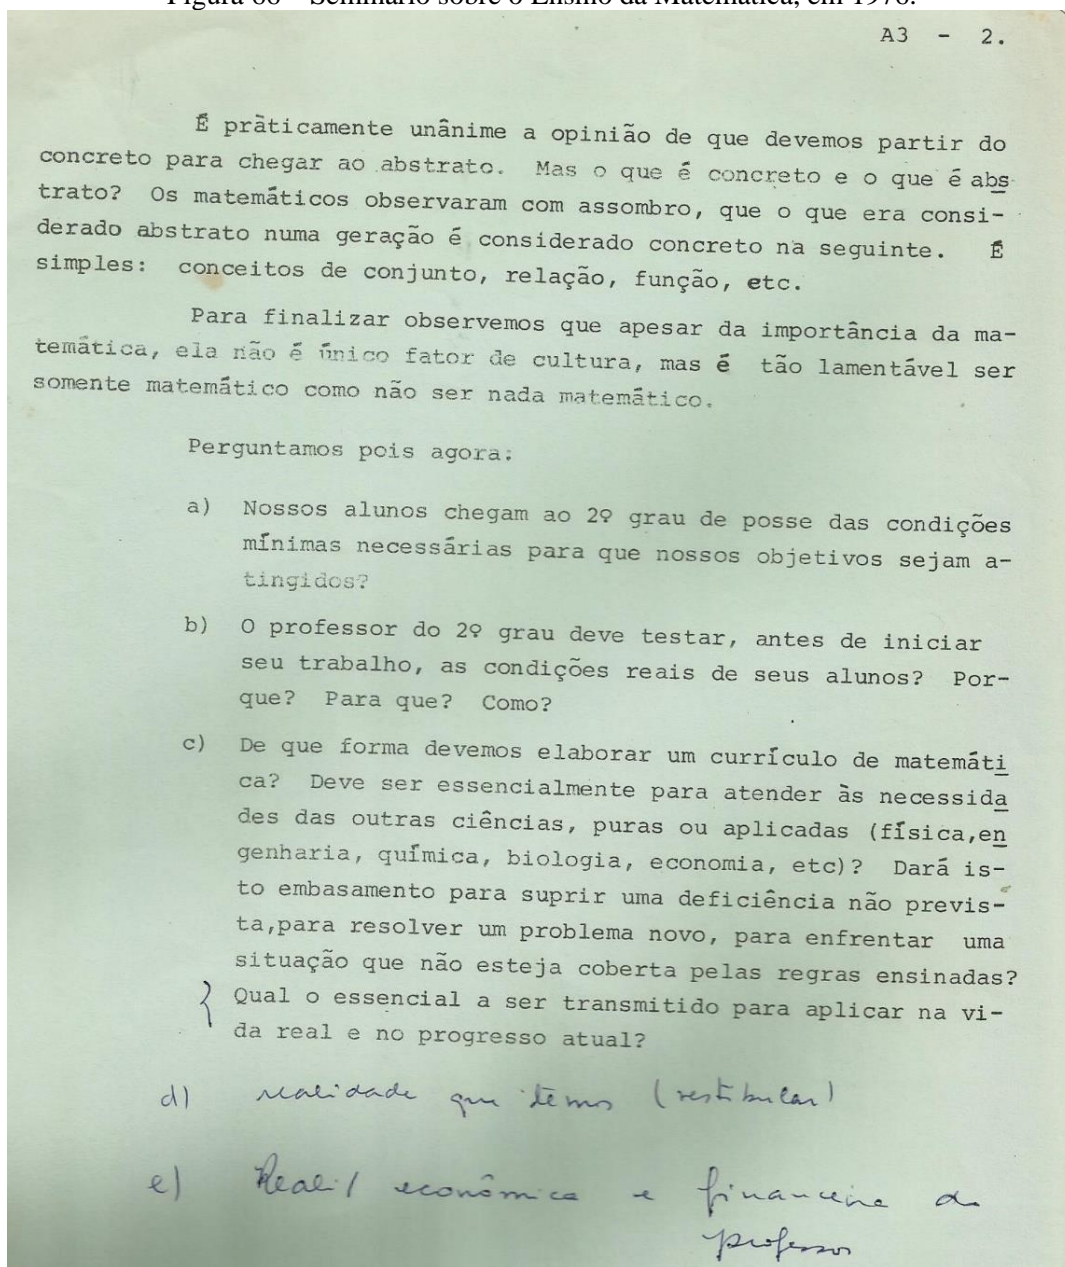 Figura 66 – Seminário sobre o Ensino da Matemática, em 1976.
A3 - 2.
É pràticamente unânime a opinião de que devemos partir do
concreto para chegar ao abstrato. Mas o que é concreto e o que é abs
trato? Os matemáticos observaram com assombro, que o que era consi-
derado abstrato numa geração é considerado concreto na seguinte. É
simples: conceitos de conjunto, relação, função, etc.
Para finalizar observemos que apesar da importância da ma-
temática, ela não é único fator de cultura, mas é tão lamentável ser
somente matemático como não ser nada matemático.
Perguntamos pois agora:
a) Nossos alunos chegam ao 2º grau de posse das condições
mínimas necessárias para que nossos objetivos sejam a-
tingidos?
b) O professor do 2º grau deve testar, antes de iniciar
seu trabalho, as condições reais de seus alunos? Por-
que? Para que? Como?
c) De que forma devemos elaborar um currículo de matemáti
ca? Deve ser essencialmente para atender às necessida
des das outras ciências, puras ou aplicadas (física,en
genharia, química, biologia, economia, etc)? Dará is-
to embasamento para suprir uma deficiência não previs-
ta,para resolver um problema novo, para enfrentar uma
situação que não esteja coberta pelas regras ensinadas?
Qual o essencial a ser transmitido para aplicar na vi-
da real e no progresso atual?
d) realidade que temos (vestibular)
e) Reali/ econômica e financeira do
professor